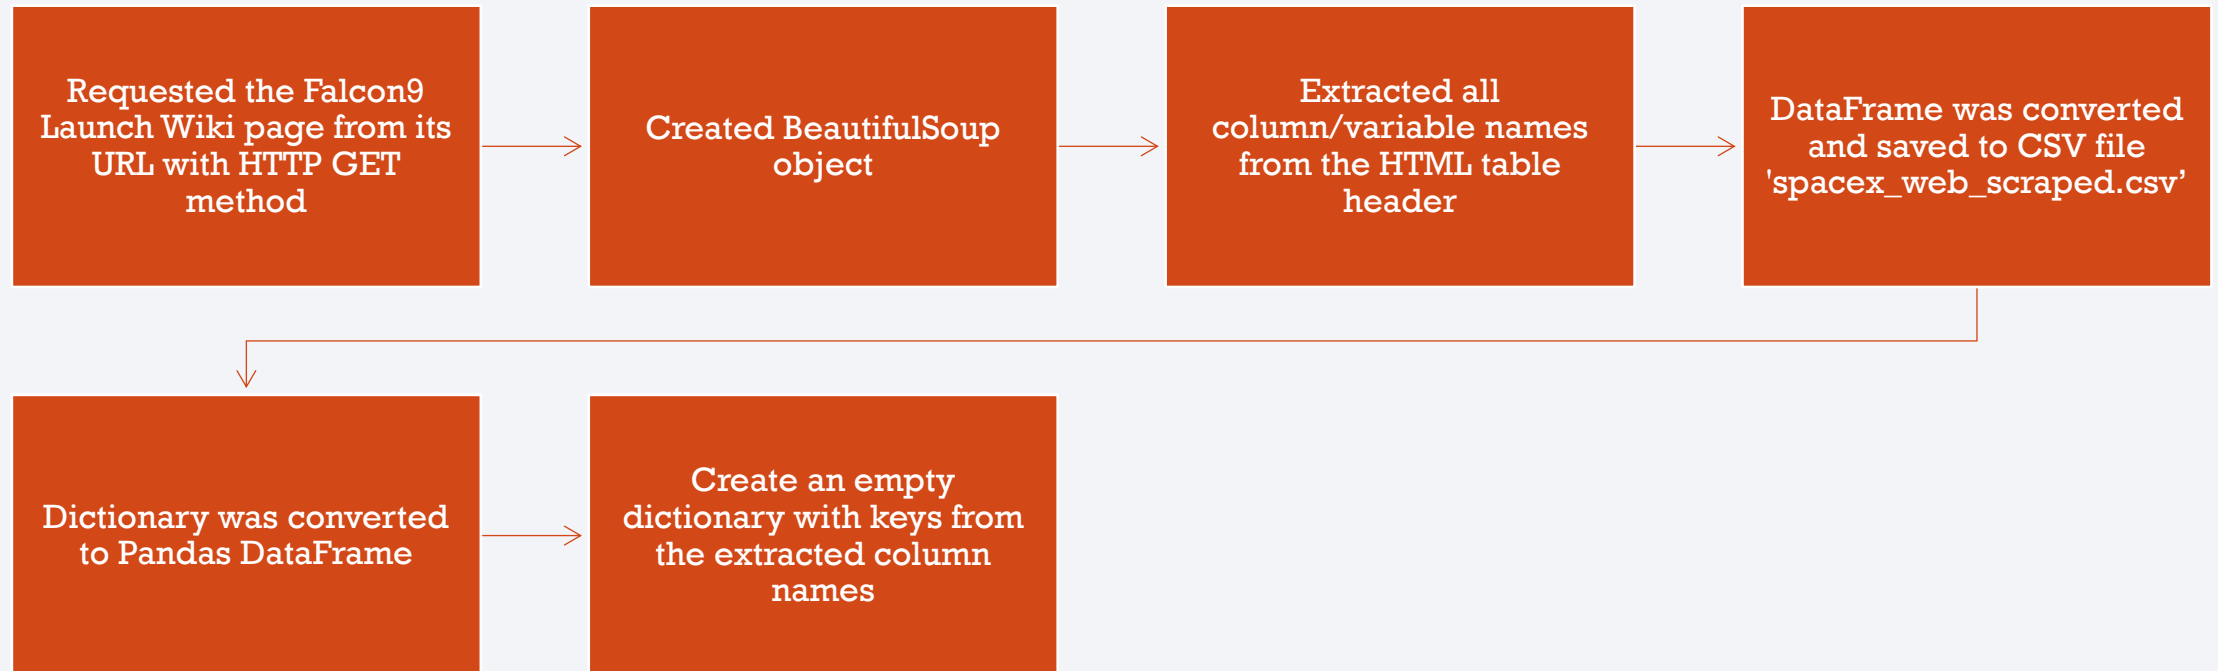 Requested the Falcon9
Launch Wiki page from its
URL with HTTP GET
method
Created BeautifulSoup
object
Extracted all
column/variable names
from the HTML table
header
DataFrame was converted
and saved to CSV file
'spacex_web_scraped.csv’
Dictionary was converted
to Pandas DataFrame
Create an empty
dictionary with keys from
the extracted column
names